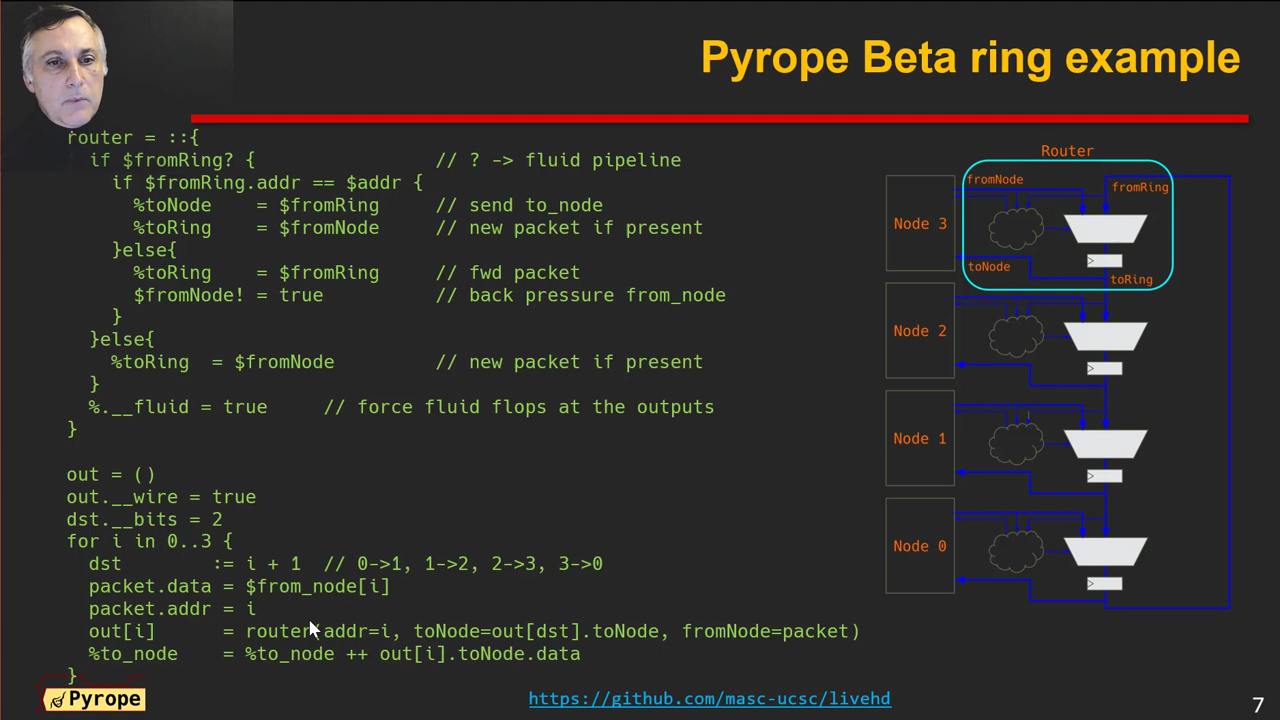 Pyrope Beta ring example
router = ::{
if $fromRing? { // ? -> fluid pipeline
if $fromRing.addr == $addr {
%toNode = $fromRing // send to_node
%toRing = $fromNode // new packet if present
}else{
%toRing = $fromRing // fwd packet
$fromNode! = true // back pressure from_node
}
}else{
%toRing = $fromNode // new packet if present
}
%.__fluid = true // force fluid flops at the outputs
}
out = ()
out.__wire = true
dst.__bits = 2
for i in 0..3 {
dst := i + 1 // 0->1, 1->2, 2->3, 3->0
packet.data = $from_node[i]
packet.addr = i
out[i] = router addr=i, toNode=out[dst].toNode, fromNode=packet)
%to_node = %to_node ++ out[i].toNode.data
}
Router
fromNode
fromRing
Node 3
toNode
toRing
Node 2
Node 1
Node 0
Pyrope
https://github.com/masc-ucsc/livehd
7